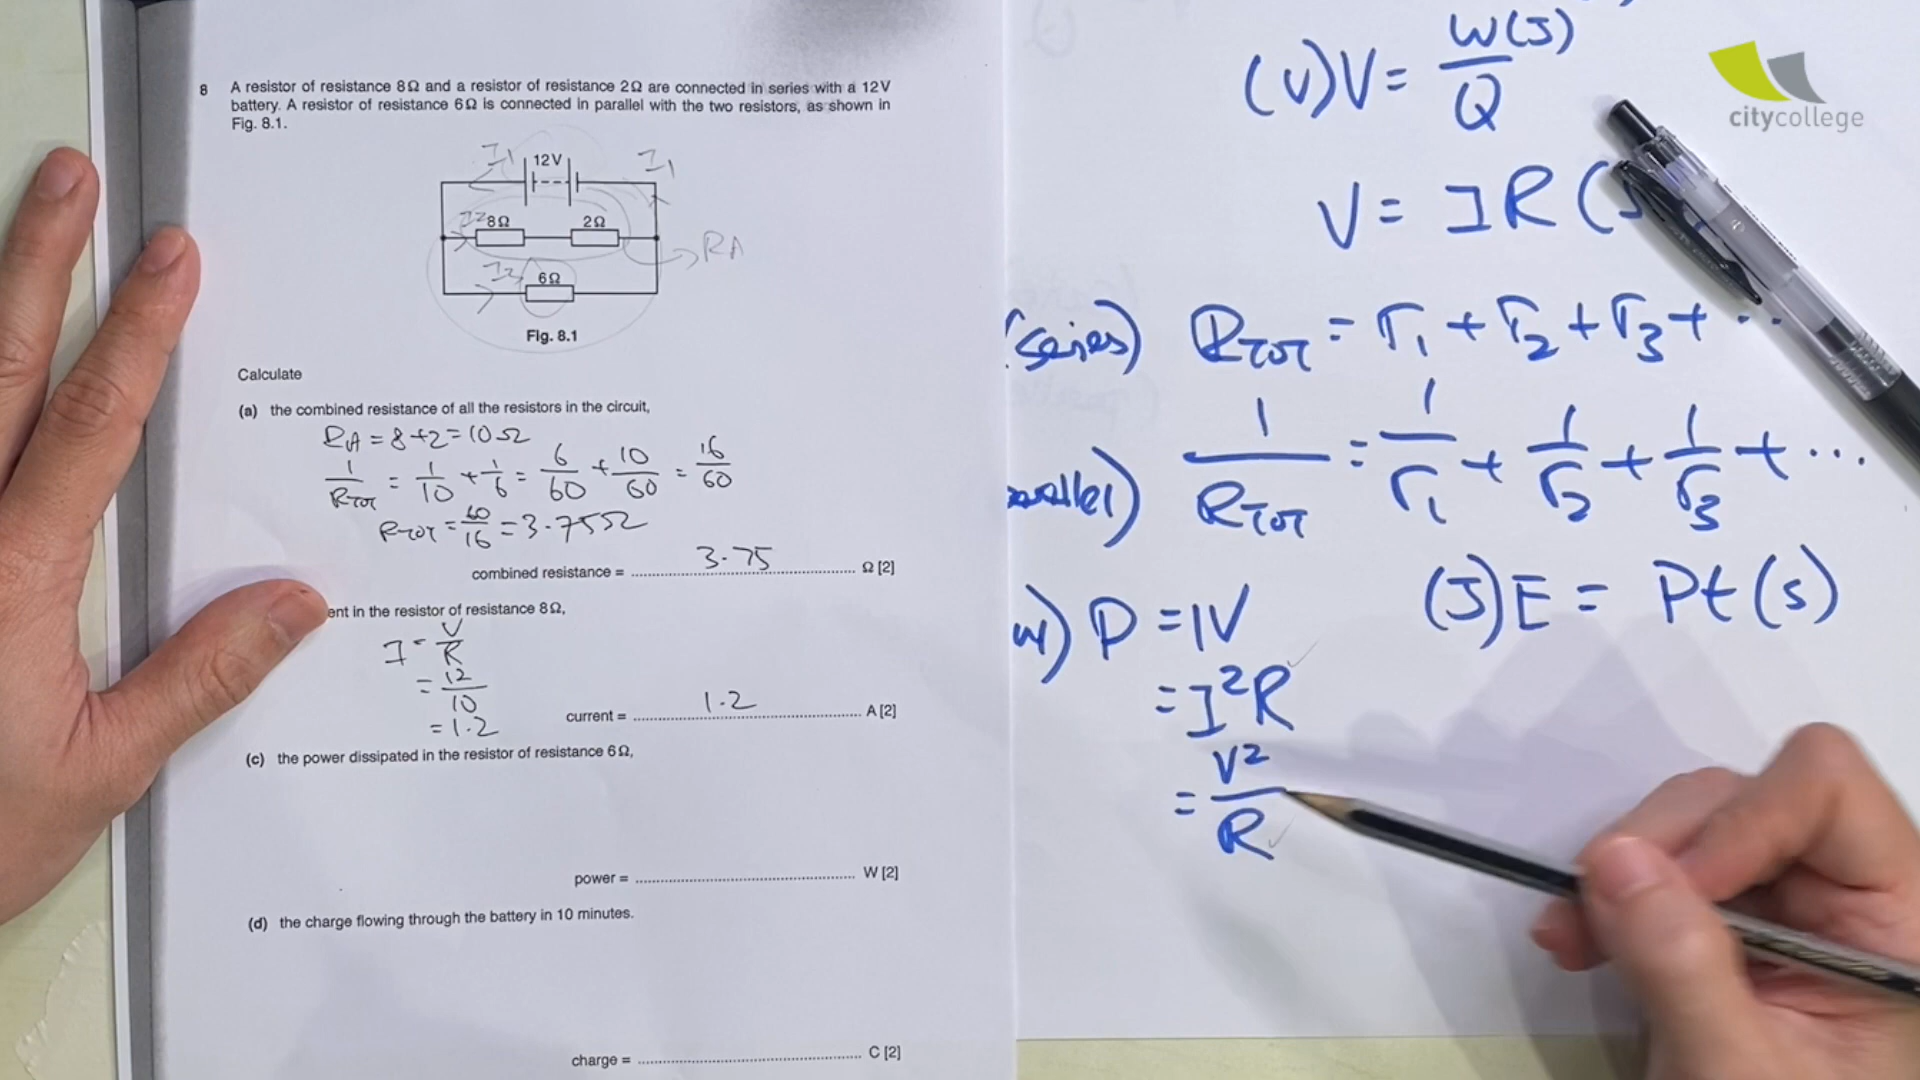 8 A resistor of resistance 8Ω and a resistor of resistance 2Ω are connected in series with a 12V
battery. A resistor of resistance 6Ω is connected in parallel with the two resistors, as shown in
Fig. 8.1.
I₁ 12V I₁
I₂ 8Ω 2Ω
RA
I₃ 6Ω
Fig. 8.1
Calculate
(a) the combined resistance of all the resistors in the circuit,
RA = 8+2 = 10Ω
1/RTOT = 1/10 + 1/6 = 6/60 + 10/60 = 16/60
RTOT = 60/16 = 3.75Ω
combined resistance = 3.75 Ω [2]
ent in the resistor of resistance 8Ω,
I = V/R
= 12/10
= 1.2
current = 1.2 A [2]
(c) the power dissipated in the resistor of resistance 6Ω,
power = W [2]
(d) the charge flowing through the battery in 10 minutes.
charge = C [2]
(V) V = W(J)/Q
V = IR (
(series) RTOT = r₁ + r₂ + r₃ + ...
allel) 1/RTOT = 1/r₁ + 1/r₂ + 1/r₃ + ...
W) P = IV
= I²R
= V²/R
(J) E = Pt (s)
citycollege